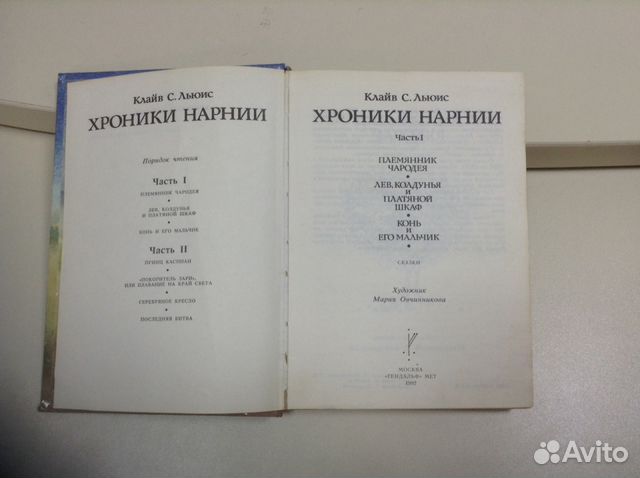 Клайв С. Льюис
ХРОНИКИ НАРНИИ
Порядок чтения
Часть I
ПЛЕМЯННИК ЧАРОДЕЯ
ЛЕВ, КОЛДУНЬЯ
И ПЛАТЯНОЙ ШКАФ
КОНЬ И ЕГО МАЛЬЧИК
Часть II
ПРИНЦ КАСПИАН
«ПОКОРИТЕЛЬ ЗАРИ»,
ИЛИ ПЛАВАНИЕ НА КРАЙ СВЕТА
СЕРЕБРЯНОЕ КРЕСЛО
ПОСЛЕДНЯЯ БИТВА
Клайв С. Льюис
ХРОНИКИ НАРНИИ
Часть I
ПЛЕМЯННИК
ЧАРОДЕЯ
ЛЕВ, КОЛДУНЬЯ
И
ПЛАТЯНОЙ
ШКАФ
КОНЬ
И
ЕГО МАЛЬЧИК
СКАЗКИ
Художник
Мария Овчинникова
МОСКВА
«ГЕНДАЛЬФ» МЕТ
1992
Avito